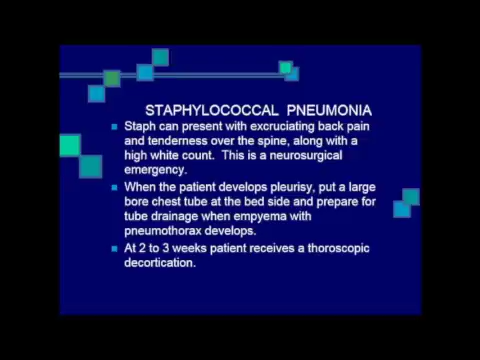 STAPHYLOCOCCAL PNEUMONIA
Staph can present with excruciating back pain
and tenderness over the spine, along with a
high white count. This is a neurosurgical
emergency.
When the patient develops pleurisy, put a large
bore chest tube at the bed side and prepare for
tube drainage when empyema with
pneumothorax develops.
At 2 to 3 weeks patient receives a thoroscopic
decortication.